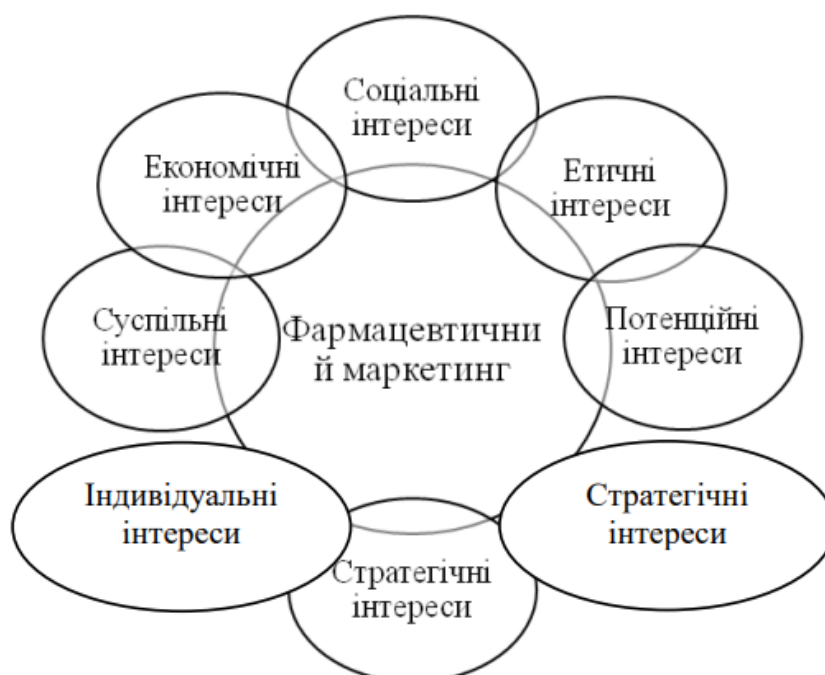 Соціальні
інтереси
Економічні
інтереси
Етичні
інтереси
Суспільні
інтереси
Фармацевтични
й маркетинг
Потенційні
інтереси
Індивідуальні
інтереси
Стратегічні
інтереси
Стратегічні
інтереси